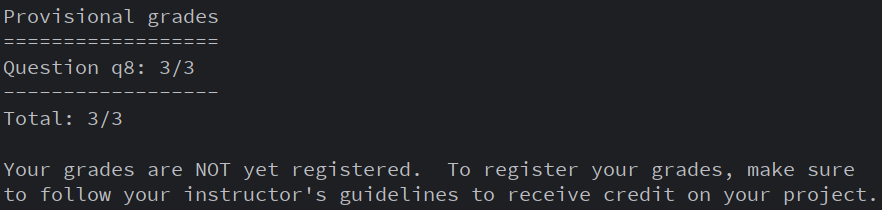 Provisional grades
==================
Question q8: 3/3
------------------
Total: 3/3
Your grades are NOT yet registered.  To register your grades, make sure
to follow your instructor's guidelines to receive credit on your project.